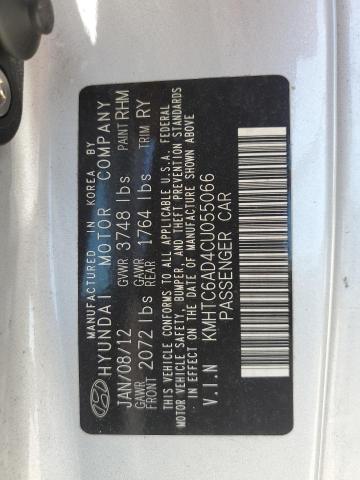 MANUFACTURED IN KOREA BY
HYUNDAI MOTOR COMPANY
JAN/08/12 GVWR 3748 lbs PAINT RHM
GAWR FRONT 2072 lbs GAWR REAR 1764 lbs TRIM RY
THIS VEHICLE CONFORMS TO ALL APPLICABLE U.S.A. FEDERAL
MOTOR VEHICLE SAFETY, BUMPER, AND THEFT PREVENTION STANDARDS
IN EFFECT ON THE DATE OF MANUFACTURE SHOWN ABOVE
V.I.N KMHTC6AD4CU055066
PASSENGER CAR